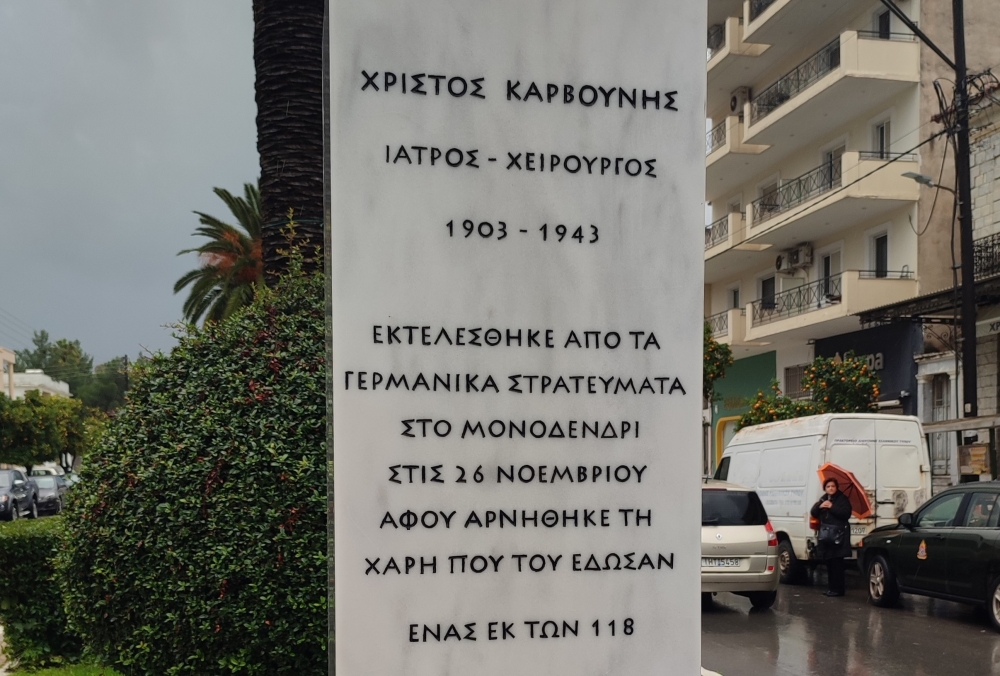 ΧΡΙΣΤΟΣ ΚΑΡΒΟΥΝΗΣ
ΙΑΤΡΟΣ - ΧΕΙΡΟΥΡΓΟΣ
1903 - 1943
ΕΚΤΕΛΕΣΘΗΚΕ ΑΠΟ ΤΑ
ΓΕΡΜΑΝΙΚΑ ΣΤΡΑΤΕΥΜΑΤΑ
ΣΤΟ ΜΟΝΟΔΕΝΔΡΙ
ΣΤΙΣ 26 ΝΟΕΜΒΡΙΟΥ
ΑΦΟΥ ΑΡΝΗΘΗΚΕ ΤΗ
ΧΑΡΗ ΠΟΥ ΤΟΥ ΕΔΩΣΑΝ
ΕΝΑΣ ΕΚ ΤΩΝ 118